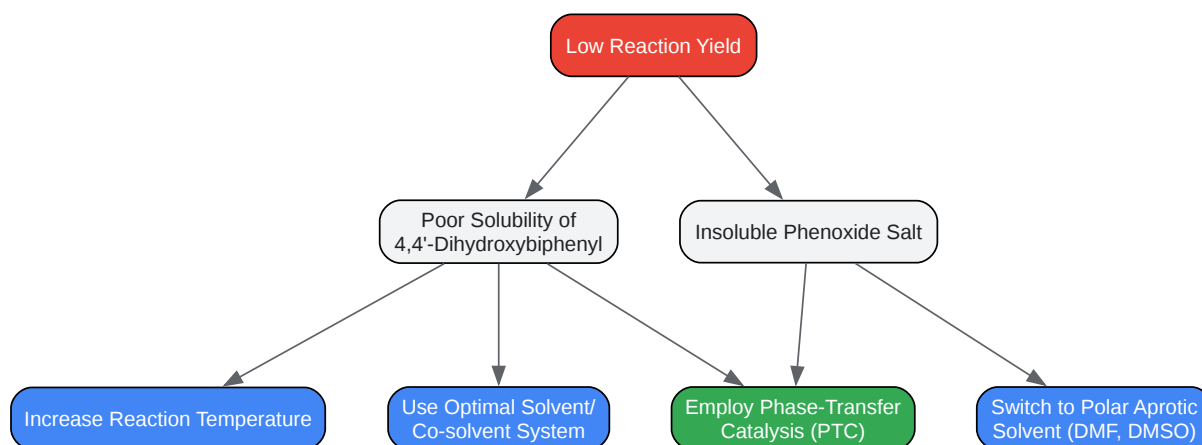 Low Reaction Yield
Poor Solubility of
4,4'-Dihydroxybiphenyl
Insoluble Phenoxide Salt
Increase Reaction Temperature
Use Optimal Solvent/
Co-solvent System
Employ Phase-Transfer
Catalysis (PTC)
Switch to Polar Aprotic
Solvent (DMF, DMSO)